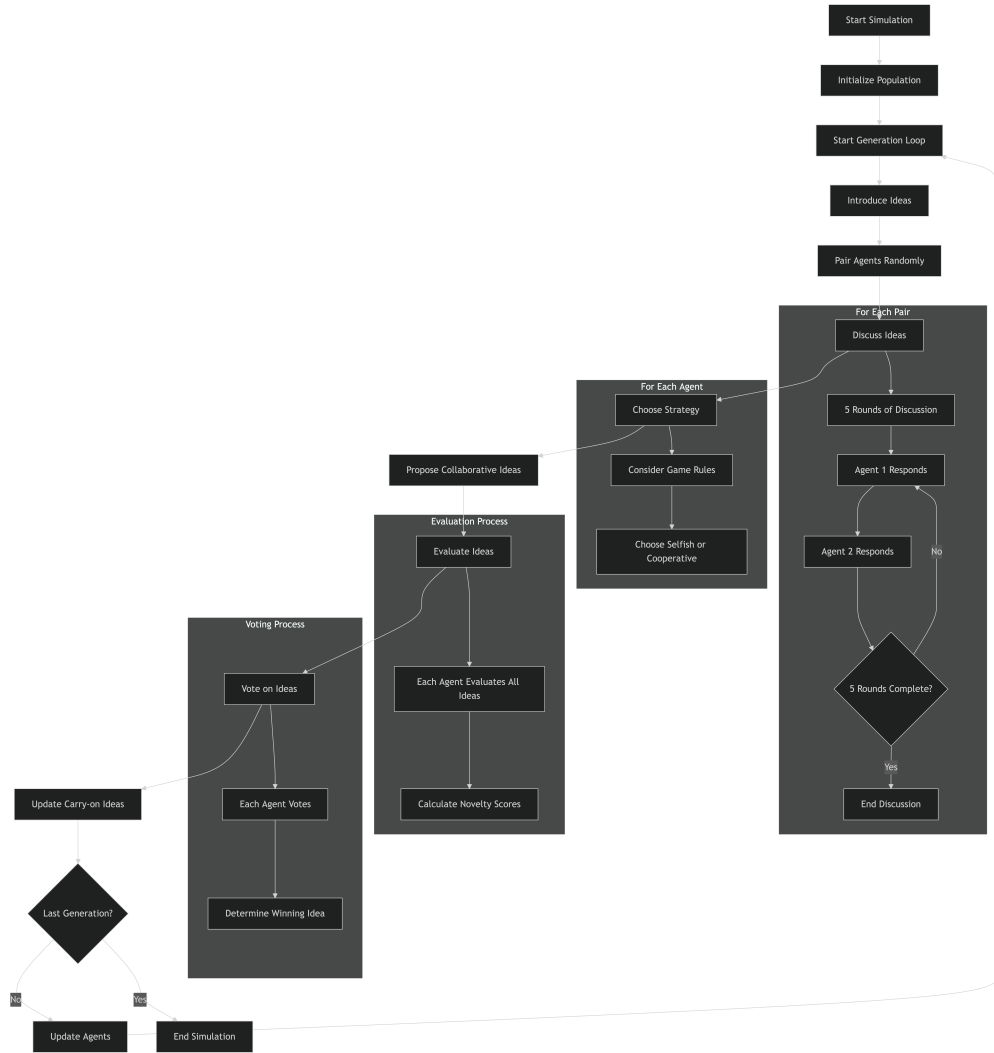 Start Simulation
Initialize Population
Start Generation Loop
Introduce Ideas
Pair Agents Randomly
For Each Pair
Discuss Ideas
For Each Agent
Choose Strategy
5 Rounds of Discussion
Propose Collaborative Ideas
Consider Game Rules
Agent 1 Responds
Evaluation Process
Evaluate Ideas
Choose Selfish or
Cooperative
Agent 2 Responds
No
Voting Process
Vote on Ideas
Each Agent Evaluates All
Ideas
5 Rounds Complete?
Yes
Update Carry-on Ideas
Each Agent Votes
Calculate Novelty Scores
End Discussion
Last Generation?
Determine Winning Idea
No
Yes
Update Agents
End Simulation